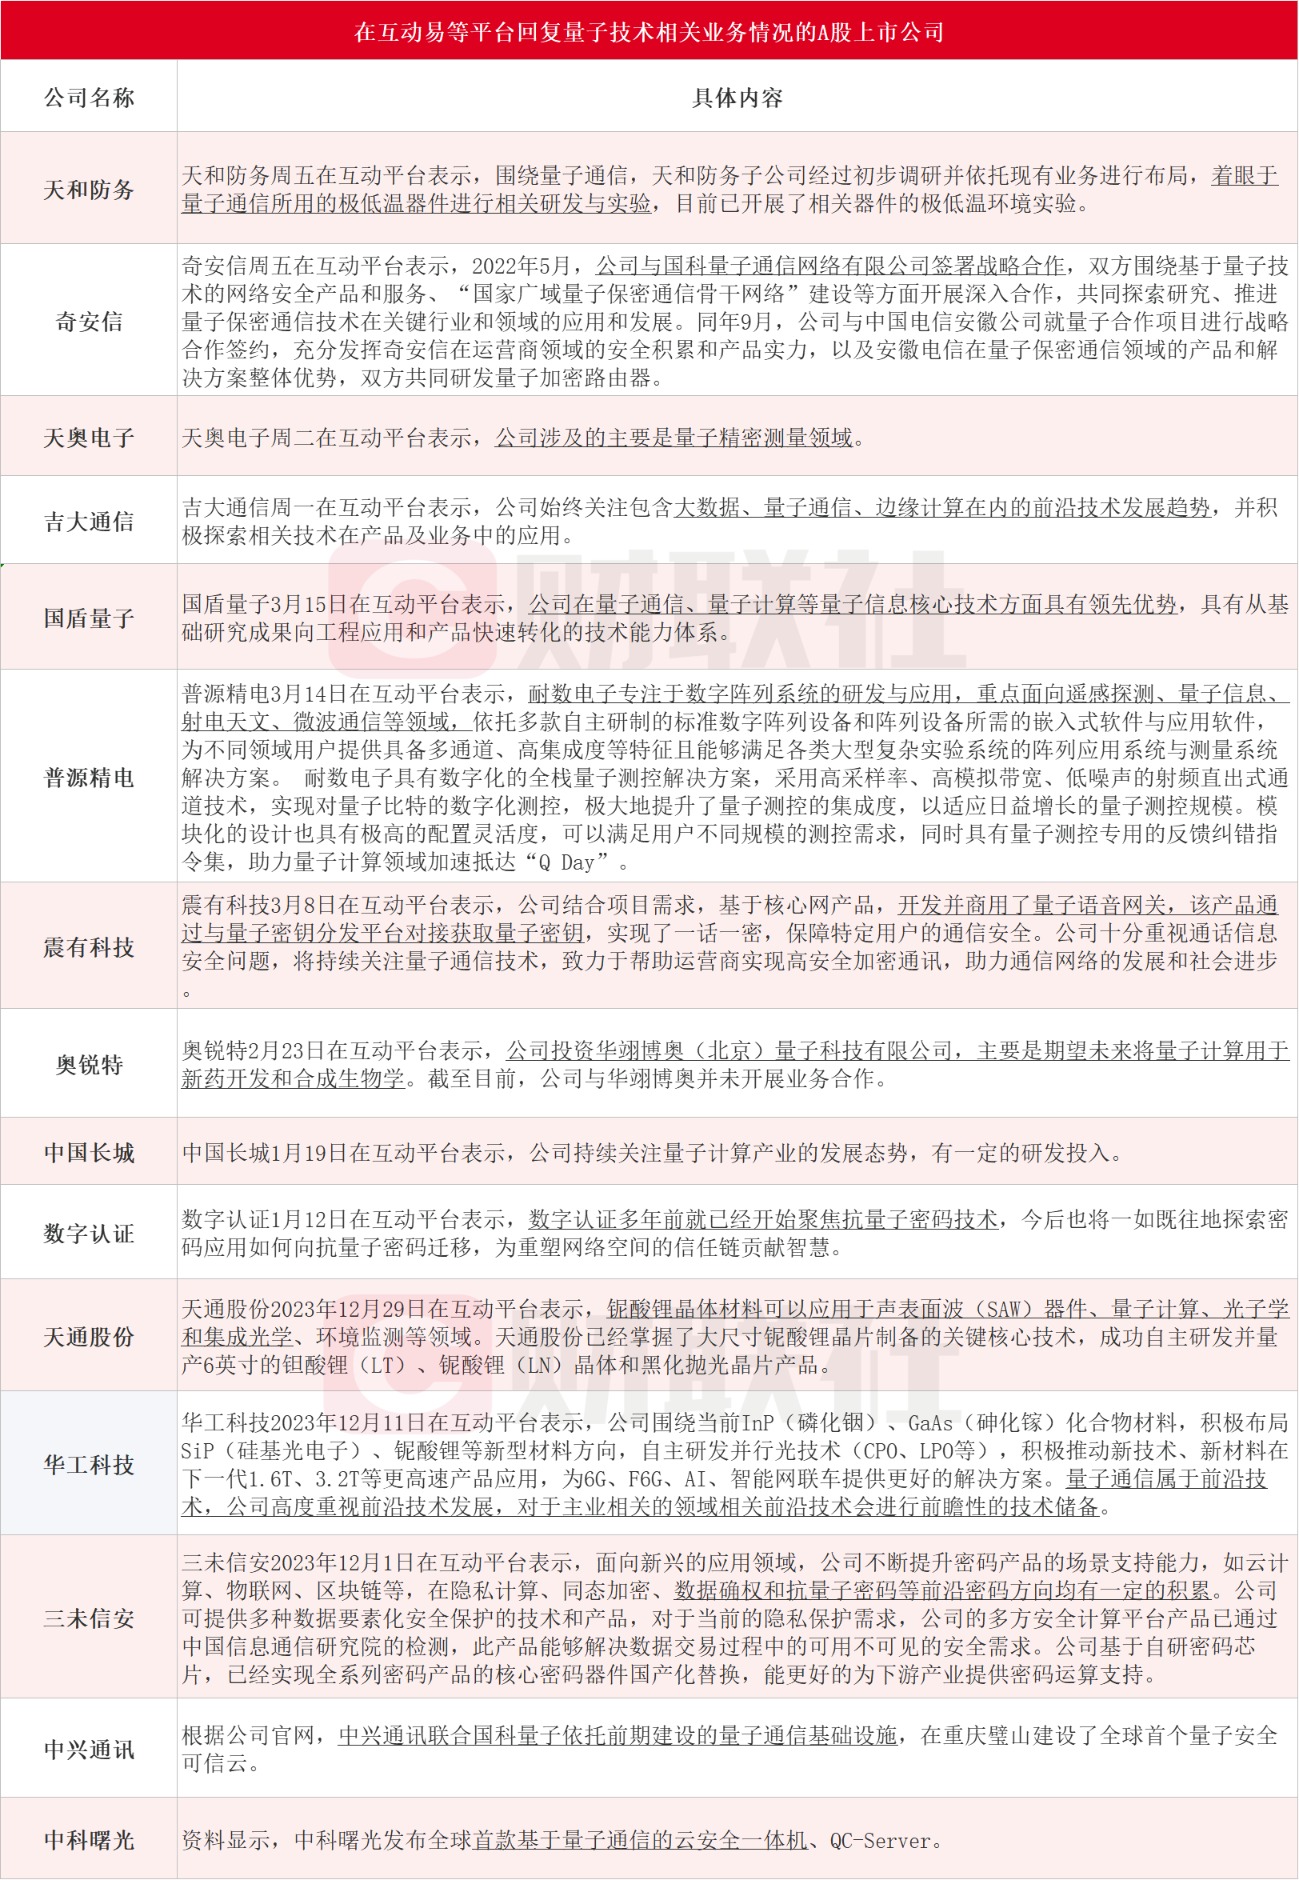 在互动易等平台回复量子技术相关业务情况的A股上市公司
公司名称
具体内容
天和防务
天和防务周五在互动平台表示，围绕量子通信，天和防务子公司经过初步调研并依托现有业务进行布局，着眼于
量子通信所用的极低温器件进行相关研发与实验，目前已开展了相关器件的极低温环境实验。
奇安信
奇安信周五在互动平台表示，2022年5月，公司与国科量子通信网络有限公司签署战略合作，双方围绕基于量子技
术的网络安全产品和服务、“国家广域量子保密通信骨干网络”建设等方面开展深入合作，共同探索研究、推进
量子保密通信技术在关键行业和领域的应用和发展。同年9月，公司与中国电信安徽公司就量子合作项目进行战略
合作签约，充分发挥奇安信在运营商领域的安全积累和产品实力，以及安徽电信在量子保密通信领域的产品和解
决方案整体优势，双方共同研发量子加密路由器。
天奥电子
天奥电子周二在互动平台表示，公司涉及的主要是量子精密测量领域。
吉大通信
吉大通信周一在互动平台表示，公司始终关注包含大数据、量子通信、边缘计算在内的前沿技术发展趋势，并积
极探索相关技术在产品及业务中的应用。
国盾量子
国盾量子3月15日在互动平台表示，公司在量子通信、量子计算等量子信息核心技术方面具有领先优势，具有从基
础研究成果向工程应用和产品快速转化的技术能力体系。
财联社
普源精电
普源精电3月14日在互动平台表示，耐数电子专注于数字阵列系统的研发与应用，重点面向遥感探测、量子信息、
射电天文、微波通信等领域，依托多款自主研制的标准数字阵列设备和阵列设备所需的嵌入式软件与应用软件，
为不同领域用户提供具备多通道、高集成度等特征且能够满足各类大型复杂实验系统的阵列应用系统与测量系统
解决方案。 耐数电子具有数字化的全栈量子测控解决方案，采用高采样率、高模拟带宽、低噪声的射频直出式通
道技术，实现对量子比特的数字化测控，极大地提升了量子测控的集成度，以适应日益增长的量子测控规模。模
块化的设计也具有极高的配置灵活度，可以满足用户不同规模的测控需求，同时具有量子测控专用的反馈纠错指
令集，助力量子计算领域加速抵达“Q Day”。
震有科技
震有科技3月8日在互动平台表示，公司结合项目需求，基于核心网产品，开发并商用了量子语音网关，该产品通
过与量子密钥分发平台对接获取量子密钥，实现了一话一密，保障特定用户的通信安全。公司十分重视通话信息
安全问题，将持续关注量子通信技术，致力于帮助运营商实现高安全加密通讯，助力通信网络的发展和社会进步
。
奥锐特
奥锐特2月23日在互动平台表示，公司投资华翊博奥（北京）量子科技有限公司，主要是期望未来将量子计算用于
新药开发和合成生物学。截至目前，公司与华翊博奥并未开展业务合作。
中国长城
中国长城1月19日在互动平台表示，公司持续关注量子计算产业的发展态势，有一定的研发投入。
数字认证
数字认证1月12日在互动平台表示，数字认证多年前就已经开始聚焦抗量子密码技术，今后也将一如既往地探索密
码应用如何向抗量子密码迁移，为重塑网络空间的信任链贡献智慧。
天通股份
天通股份2023年12月29日在互动平台表示，铌酸锂晶体材料可以应用于声表面波（SAW）器件、量子计算、光子学
和集成光学、环境监测等领域。天通股份已经掌握了大尺寸铌酸锂晶片制备的关键核心技术，成功自主研发并量
产6英寸的钽酸锂（LT）、铌酸锂（LN）晶体和黑化抛光晶片产品。
财联社
华工科技
华工科技2023年12月11日在互动平台表示，公司围绕当前InP（磷化铟）、GaAs（砷化镓）化合物材料，积极布局
SiP（硅基光电子）、铌酸锂等新型材料方向，自主研发并行光技术（CPO、LPO等），积极推动新技术、新材料在
下一代1.6T、3.2T等更高速产品应用，为6G、F6G、AI、智能网联车提供更好的解决方案。量子通信属于前沿技
术，公司高度重视前沿技术发展，对于主业相关的领域相关前沿技术会进行前瞻性的技术储备。
三未信安
三未信安2023年12月1日在互动平台表示，面向新兴的应用领域，公司不断提升密码产品的场景支持能力，如云计
算、物联网、区块链等，在隐私计算、同态加密、数据确权和抗量子密码等前沿密码方向均有一定的积累。公司
可提供多种数据要素化安全保护的技术和产品，对于当前的隐私保护需求，公司的多方安全计算平台产品已通过
中国信息通信研究院的检测，此产品能够解决数据交易过程中的可用不可见的安全需求。公司基于自研密码芯
片，已经实现全系列密码产品的核心密码器件国产化替换，能更好的为下游产业提供密码运算支持。
中兴通讯
根据公司官网，中兴通讯联合国科量子依托前期建设的量子通信基础设施，在重庆璧山建设了全球首个量子安全
可信云。
中科曙光
资料显示，中科曙光发布全球首款基于量子通信的云安全一体机、QC-Server。